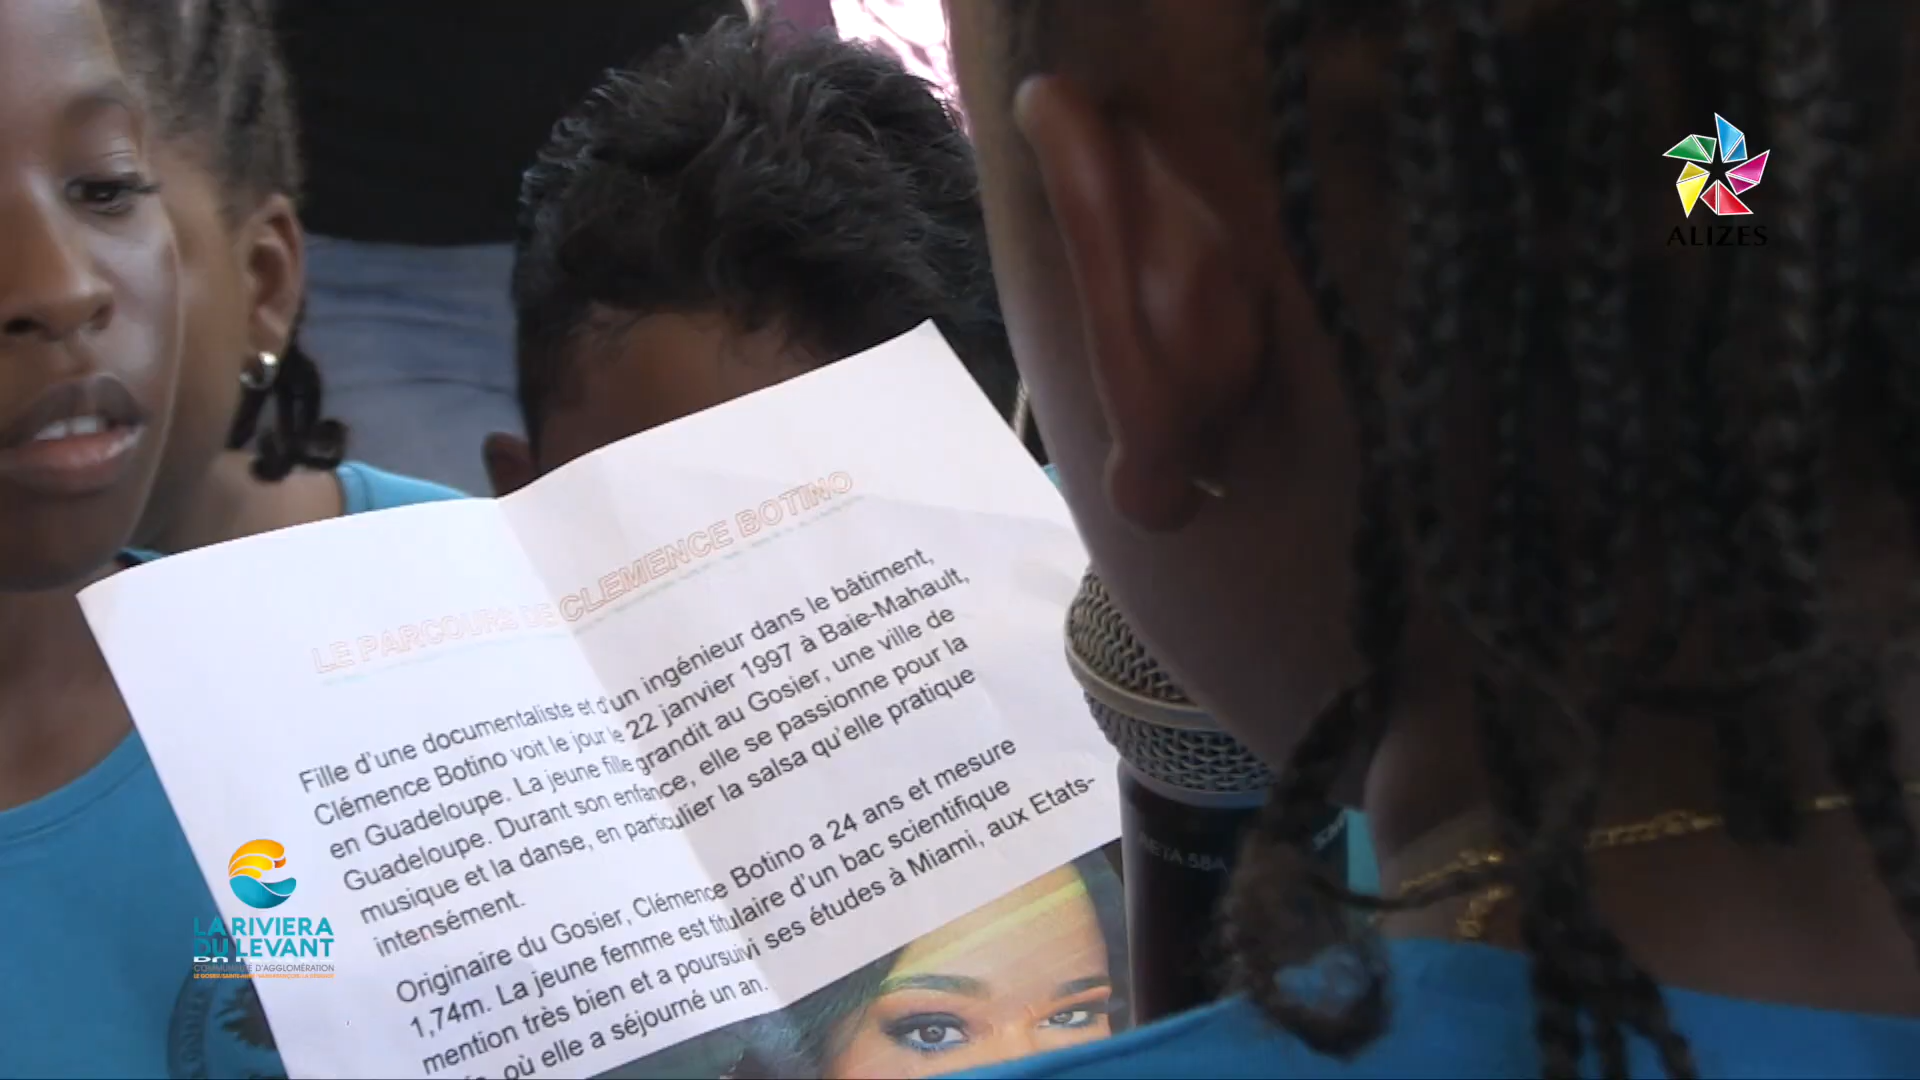 ALIZES
LE PARCOURS DE CLEMENCE BOTINO
Fille d'une documentaliste et d'un ingénieur dans le bâtiment,
Clémence Botino voit le jour le 22 janvier 1997 à Baie-Mahault,
en Guadeloupe. La jeune fille grandit au Gosier, une ville de
Guadeloupe. Durant son enfance, elle se passionne pour la
musique et la danse, en particulier la salsa qu'elle pratique
intensément.
Originaire du Gosier, Clémence Botino a 24 ans et mesure
1,74m. La jeune femme est titulaire d'un bac scientifique
mention très bien et a poursuivi ses études à Miami, aux Etats-
où elle a séjourné un an.
BETA 58A
LA RIVIERA
DU LEVANT
COMMUNAUTÉ D'AGGLOMÉRATION